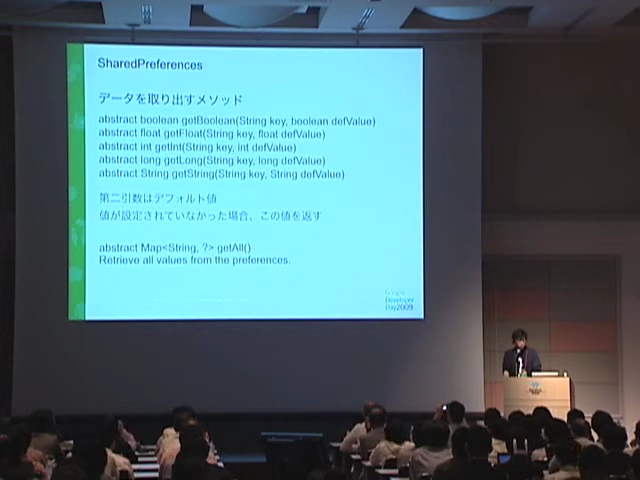 SharedPreferences
データを取り出すメソッド
abstract boolean getBoolean(String key, boolean defValue)
abstract float getFloat(String key, float defValue)
abstract int getInt(String key, int defValue)
abstract long getLong(String key, long defValue)
abstract String getString(String key, String defValue)
第二引数はデフォルト値
値が設定されていなかった場合、この値を返す
abstract Map<String, ?> getAll()
Retrieve all values from the preferences.
Google
Developer
Day2009